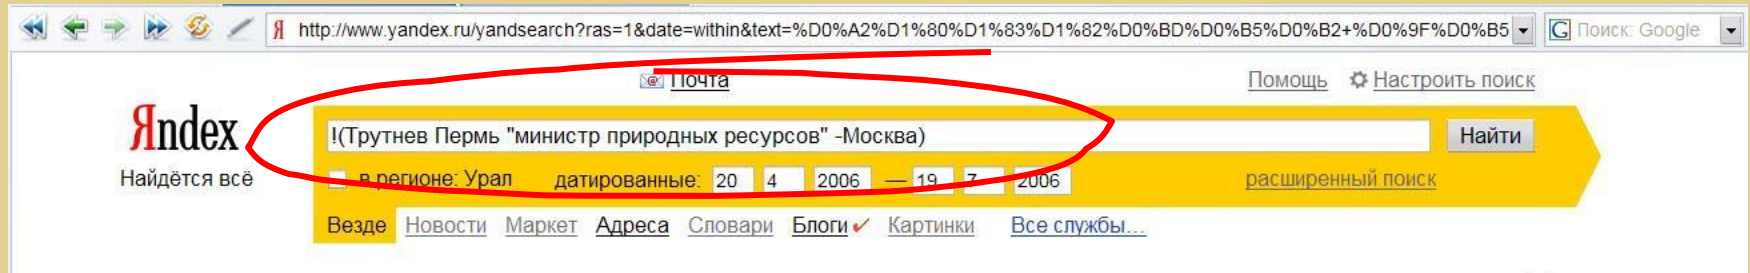 Я http://www.yandex.ru/yandsearch?ras=1&date=within&text=%D0%A2%D1%80%D1%83%D1%82%D0%BD%D0%B5%D0%B2+%D0%9F%D0%B5 G Поиск: Google
@ Почта Помощь Настроить поиск
Яndex !(Трутнев Пермь "министр природных ресурсов" -Москва) Найти
Найдётся всё в регионе: Урал датированные: 20 4 2006 — 19 7 2006 расширенный поиск
Везде Новости Маркет Адреса Словари Блоги Картинки Все службы...